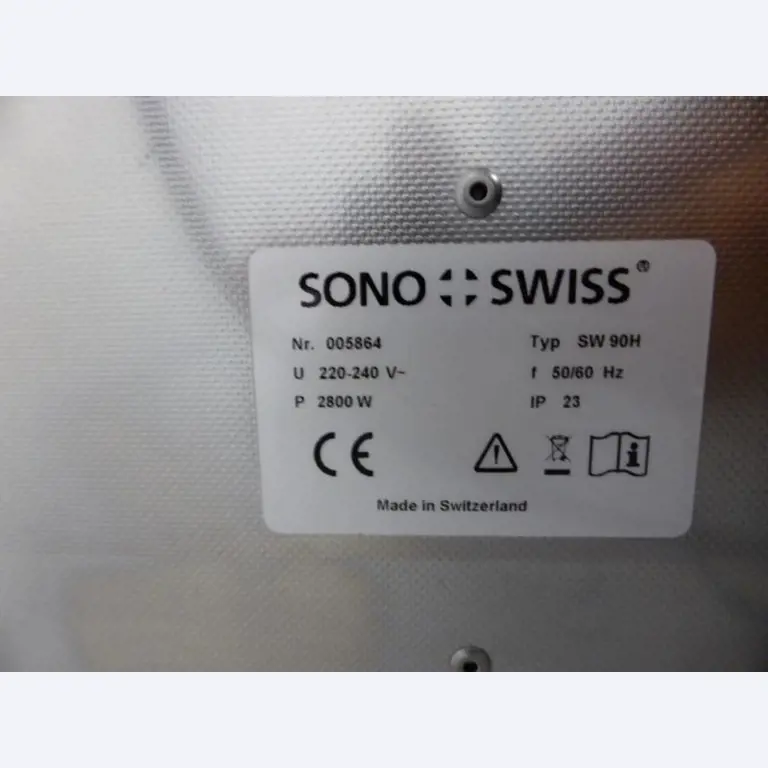 SONO SWISS®
Nr. 005864 Typ SW 90H
U 220-240 V~ f 50/60 Hz
P 2800 W IP 23
CE
Made in Switzerland